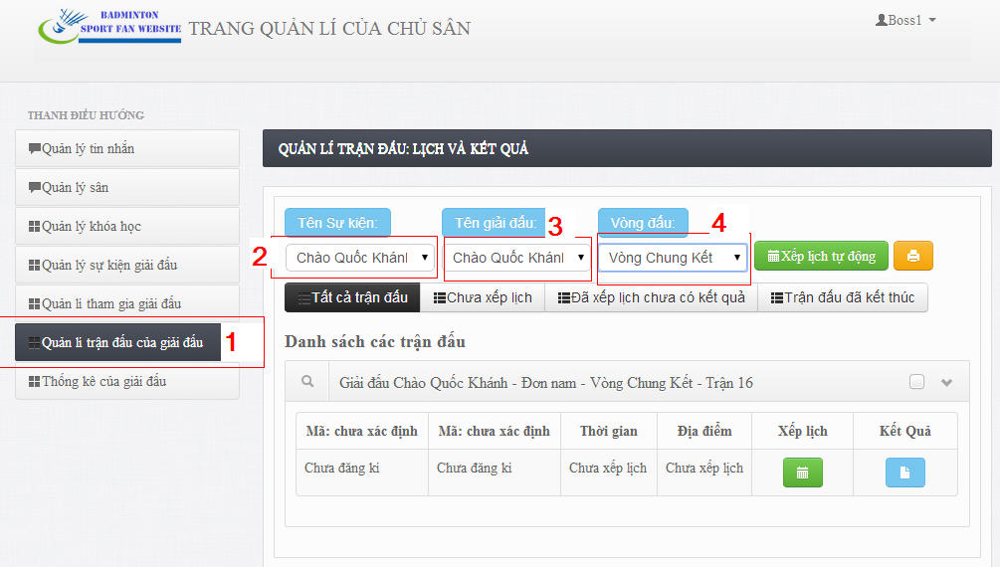 BADMINTON
SPORT FAN WEBSITE
TRANG QUẢN LÍ CỦA CHỦ SÂN
Boss1
THANH ĐIỀU HƯỚNG
Quản lý tin nhắn
Quản lý sân
Quản lý khóa học
Quản lý sự kiện giải đấu
Quản lí tham gia giải đấu
Quản lí trận đấu của giải đấu 1
Thống kê của giải đấu
QUẢN LÍ TRẬN ĐẤU: LỊCH VÀ KẾT QUẢ
Tên Sự kiện: Tên giải đấu: 3 Vòng đấu: 4
2 Chào Quốc Khánh Chào Quốc Khánh Vòng Chung Kết Xếp lịch tự động
Tất cả trận đấu Chưa xếp lịch Đã xếp lịch chưa có kết quả Trận đấu đã kết thúc
Danh sách các trận đấu
Giải đấu Chào Quốc Khánh - Đơn nam - Vòng Chung Kết - Trận 16
Mã: chưa xác định Mã: chưa xác định Thời gian Địa điểm Xếp lịch Kết Quả
Chưa đăng kí Chưa đăng kí Chưa xếp lịch Chưa xếp lịch